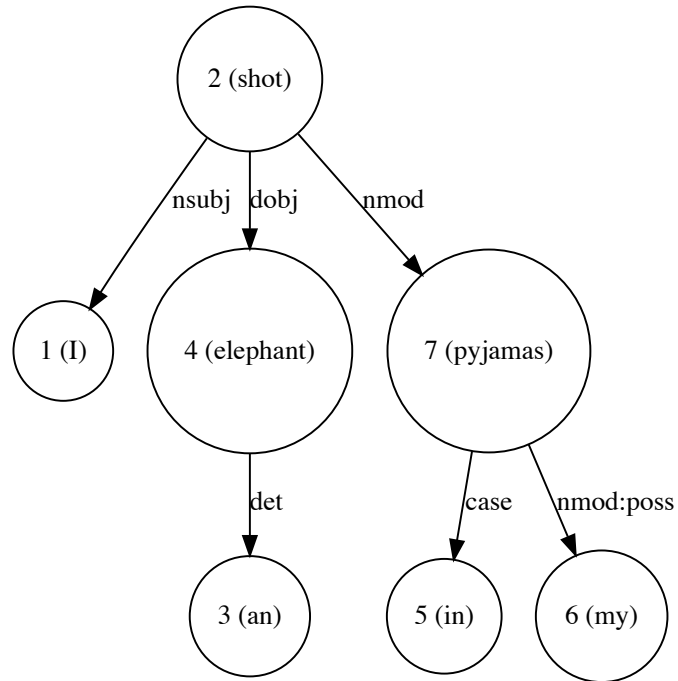 2 (shot)
nsubj
dobj
nmod
1 (I)
4 (elephant)
7 (pyjamas)
det
case
nmod:poss
3 (an)
5 (in)
6 (my)